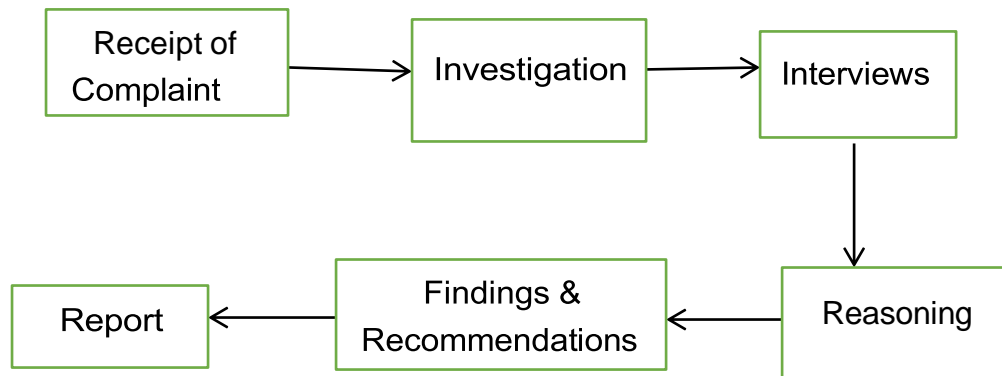 Receipt of
Complaint
Investigation
Interviews
Reasoning
Findings &
Recommendations
Report